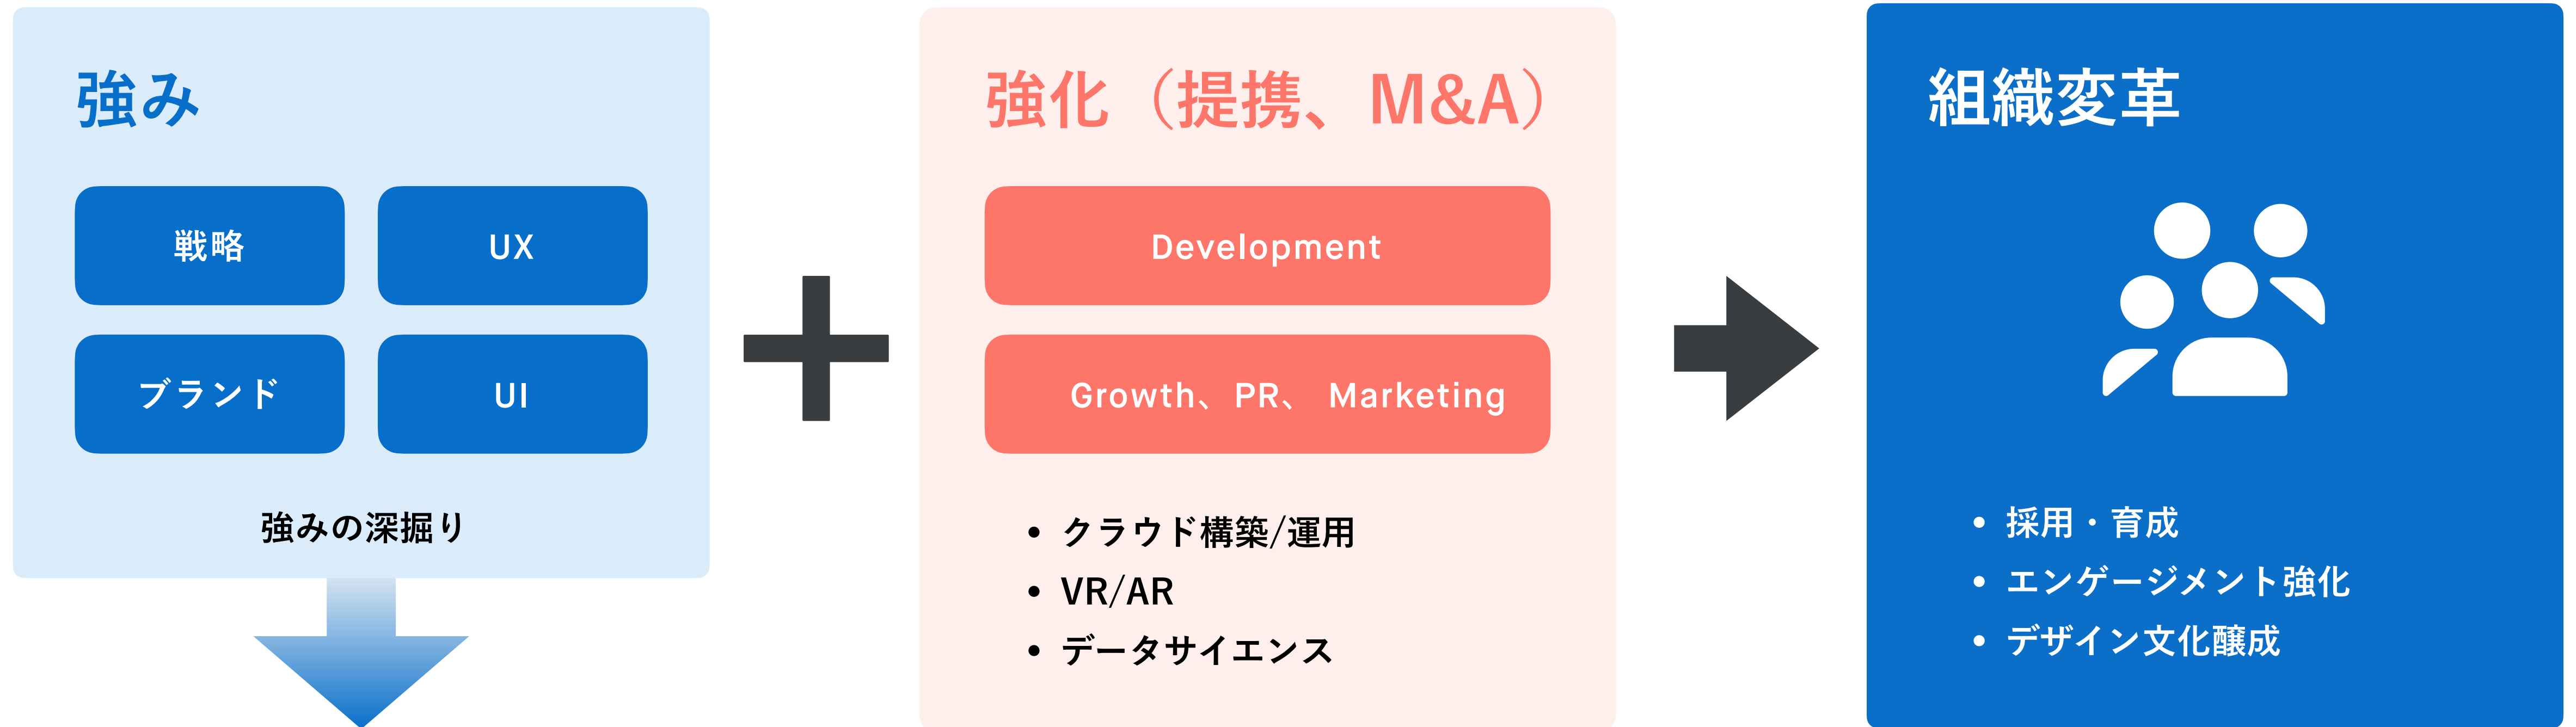 強み
戦略
UX
ブランド
UI
強みの深掘り
強化（提携、M&A）
Development
Growth、PR、 Marketing
• クラウド構築/運用
• VR/AR
• データサイエンス
組織変革
• 採用・育成
• エンゲージメント強化
• デザイン文化醸成